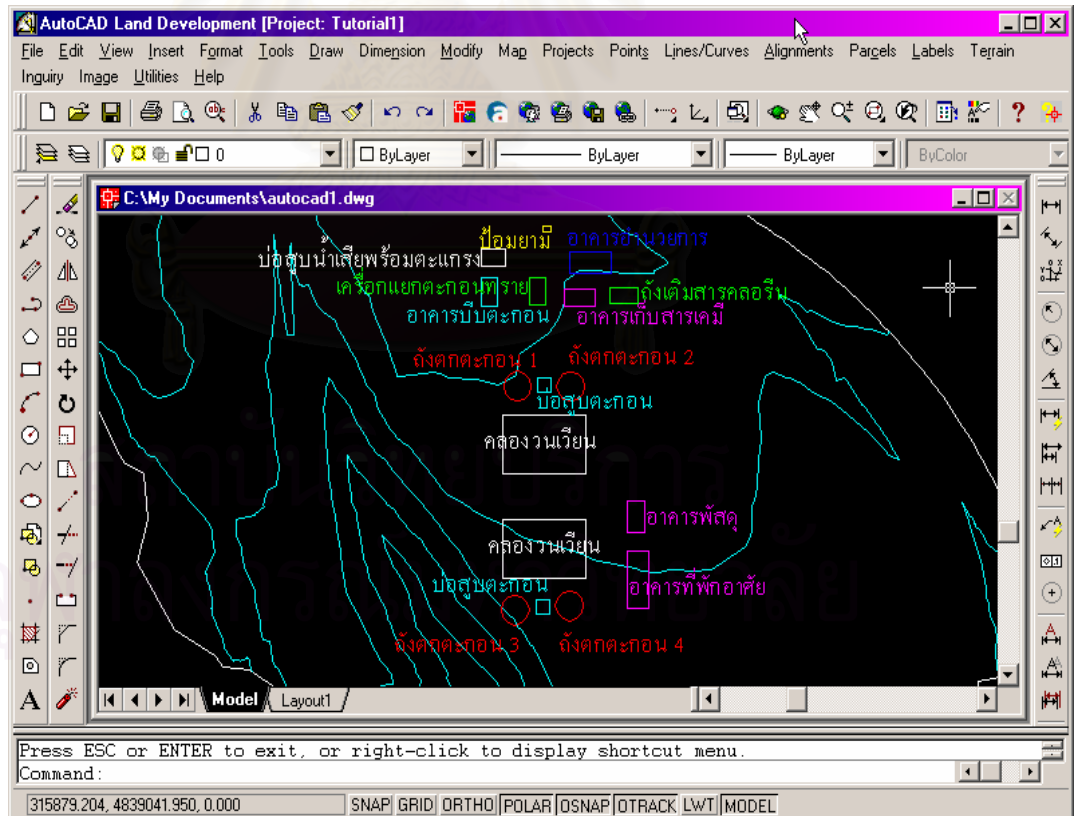 AutoCAD Land Development [Project: Tutorial1]
File Edit View Insert Format Tools Draw Dimension Modify Map Projects Points Lines/Curves Alignments Parcels Labels Terrain
Inquiry Image Utilities Help
0 ByLayer ByLayer ByLayer ByColor
C:\My Documents\autocad1.dwg
ป้อมยาม อาคารอำนวยการ
บ่อสูบน้ำเสียพร้อมตะแกรง
เครื่อกแยกตะกอนทราย ถังเติมสารคลอรีน
อาคารบีบตะกอน อาคารเก็บสารเคมี
ถังตกตะกอน 1 ถังตกตะกอน 2
บ่อสูบตะกอน
คลองวนเวียน
อาคารพัสดุ
คลองวนเวียน
บ่อสูบตะกอน อาคารที่พักอาศัย
ถังตกตะกอน 3 ถังตกตะกอน 4
Model Layout1
Press ESC or ENTER to exit, or right-click to display shortcut menu.
Command:
315879.204, 4839041.950, 0.000 SNAP GRID ORTHO POLAR OSNAP OTRACK LWT MODEL